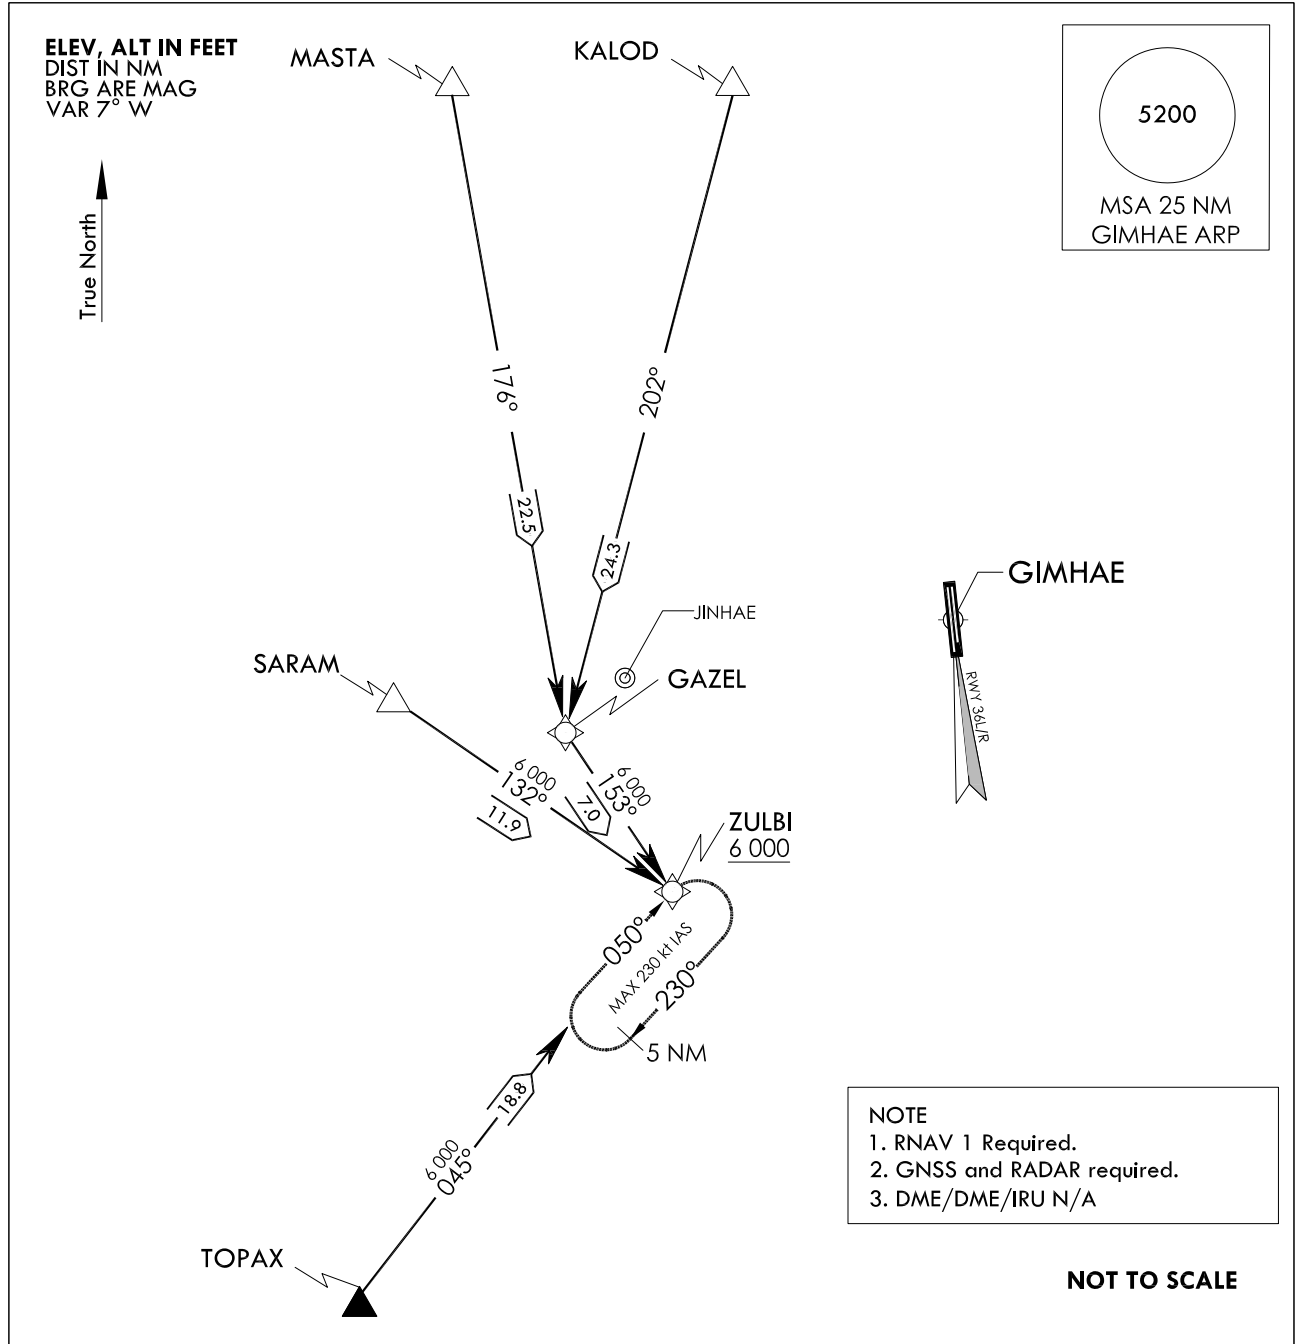 ELEV, ALT IN FEET
DIST IN NM
BRG ARE MAG
VAR 7° W
True North
MASTA
KALOD
5200
MSA 25 NM
GIMHAE ARP
176°
202°
22.5
24.3
JINHAE
GIMHAE
SARAM
GAZEL
RWY 36L/R
6 000
132°
11.9
6 000
153°
7.0
ZULBI
6 000
050°
MAX 230 kt IAS
230°
5 NM
18.8
6 000
045°
TOPAX
NOTE
1. RNAV 1 Required.
2. GNSS and RADAR required.
3. DME/DME/IRU N/A
NOT TO SCALE